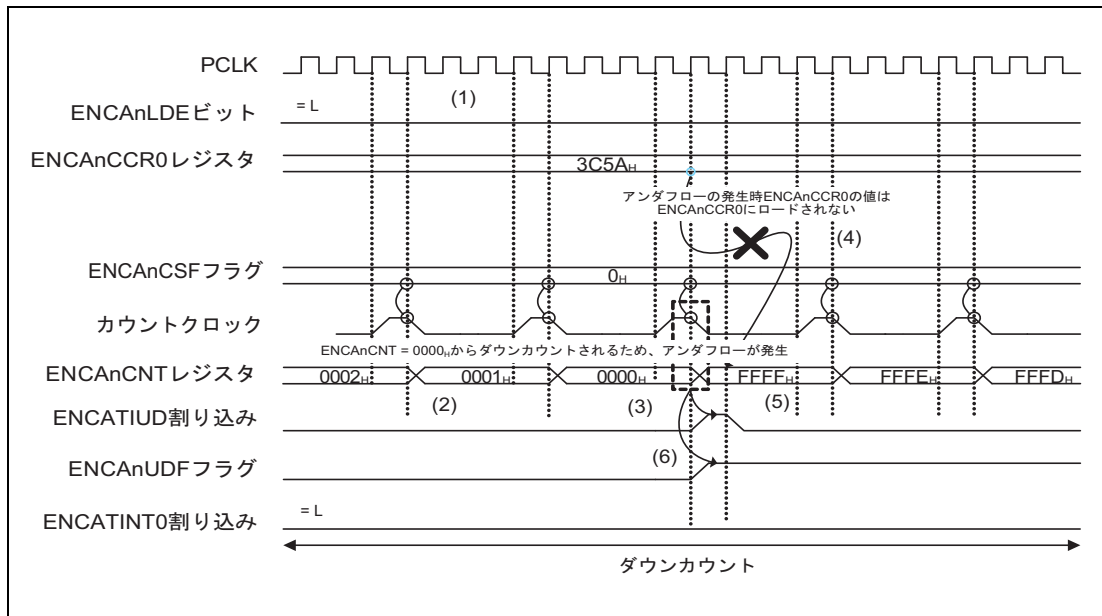 PCLK
(1)
ENCAnLDEビット
= L
ENCAnCCR0レジスタ
3C5AH
アンダフローの発生時ENCAnCCR0の値は
ENCAnCCR0にロードされない
(4)
ENCAnCSFフラグ
0H
カウントクロック
ENCAnCNT = 0000Hからダウンカウントされるため、アンダフローが発生
ENCAnCNTレジスタ
0002H
0001H
0000H
FFFFH
FFFEH
FFFDH
(2)
(3)
(5)
ENCATIUD割り込み
(6)
ENCAnUDFフラグ
ENCATINT0割り込み
= L
ダウンカウント